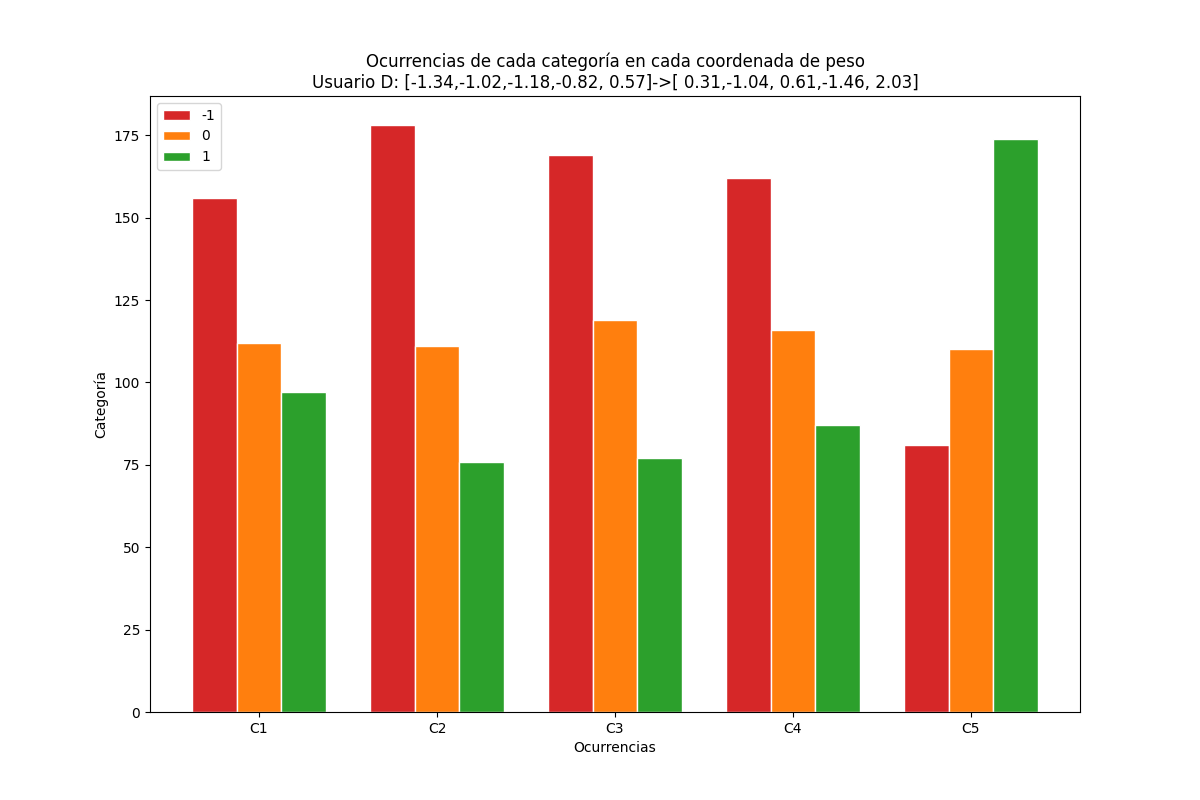 Ocurrencias de cada categoría en cada coordenada de peso
Usuario D: [-1.34,-1.02,-1.18,-0.82, 0.57]->[ 0.31,-1.04, 0.61,-1.46, 2.03]
-1
0
1
175
150
125
100
75
50
25
0
Categoría
C1 C2 C3 C4 C5
Ocurrencias